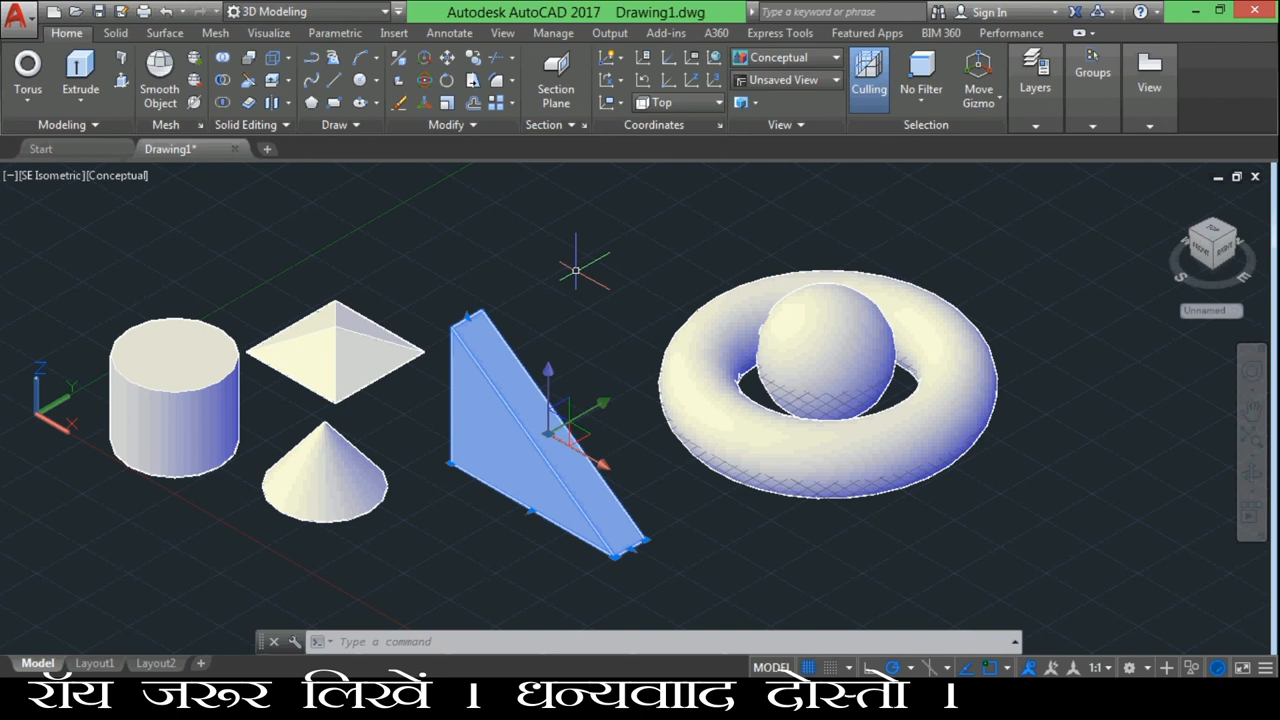 3D Modeling
Autodesk AutoCAD 2017 Drawing1.dwg
Type a keyword or phrase
Sign In
Home Solid Surface Mesh Visualize Parametric Insert Annotate View Manage Output Add-ins A360 Express Tools Featured Apps BIM 360 Performance
Torus Extrude Smooth Object Section Plane Culling No Filter Move Gizmo Layers Groups View
Conceptual
Unsaved View
Top
Modeling Mesh Solid Editing Draw Modify Section Coordinates View Selection
Start Drawing1*
[−][SE Isometric][Conceptual]
TOP
FRONT RIGHT
S E
Unnamed
Z
Y
X
Type a command
Model Layout1 Layout2 +
MODEL 1:1
रॉय जरूर लिखें । धन्यवााद दोस्तो ।